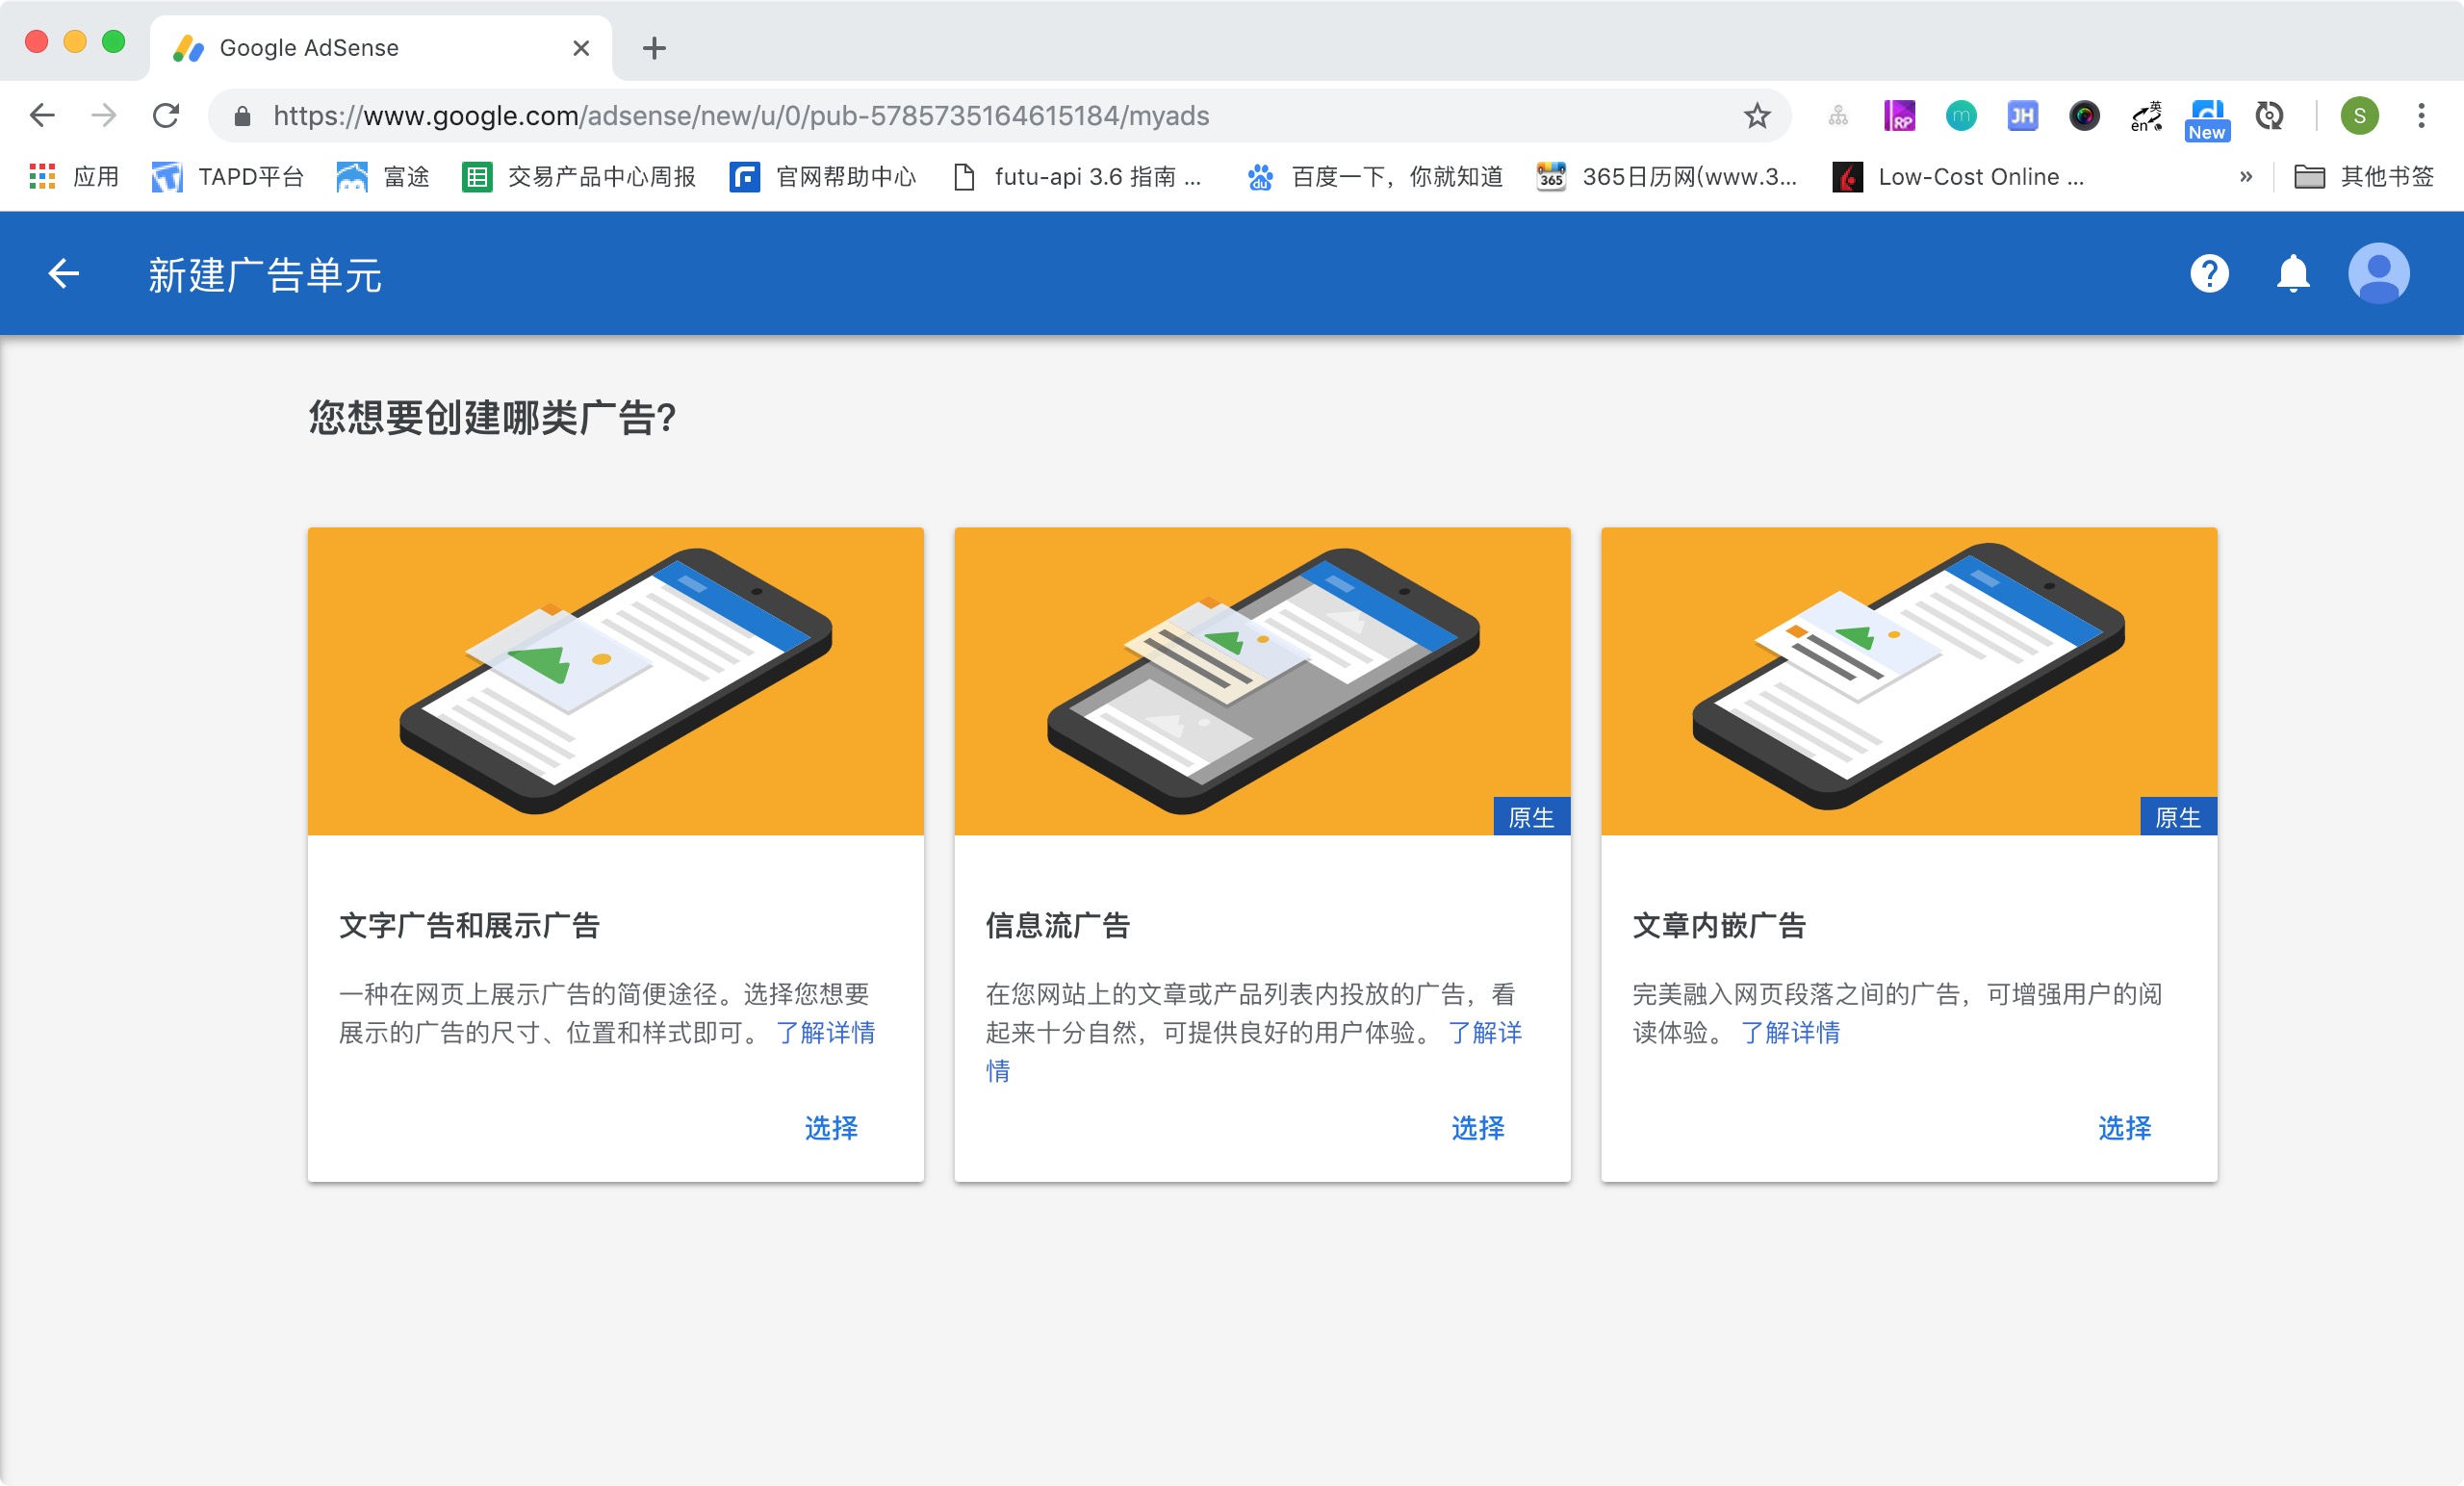 Google AdSense
https://www.google.com/adsense/new/u/0/pub-5785735164615184/myads
RP
m
JH
英
en
New
S
应用
TAPD平台
富途
交易产品中心周报
官网帮助中心
futu-api 3.6 指南 ...
du
百度一下，你就知道
365
365日历网(www.3...
Low-Cost Online ...
»
其他书签
新建广告单元
您想要创建哪类广告?
原生
原生
文字广告和展示广告
一种在网页上展示广告的简便途径。选择您想要
展示的广告的尺寸、位置和样式即可。 了解详情
选择
信息流广告
在您网站上的文章或产品列表内投放的广告，看
起来十分自然，可提供良好的用户体验。 了解详
情
选择
文章内嵌广告
完美融入网页段落之间的广告，可增强用户的阅
读体验。 了解详情
选择